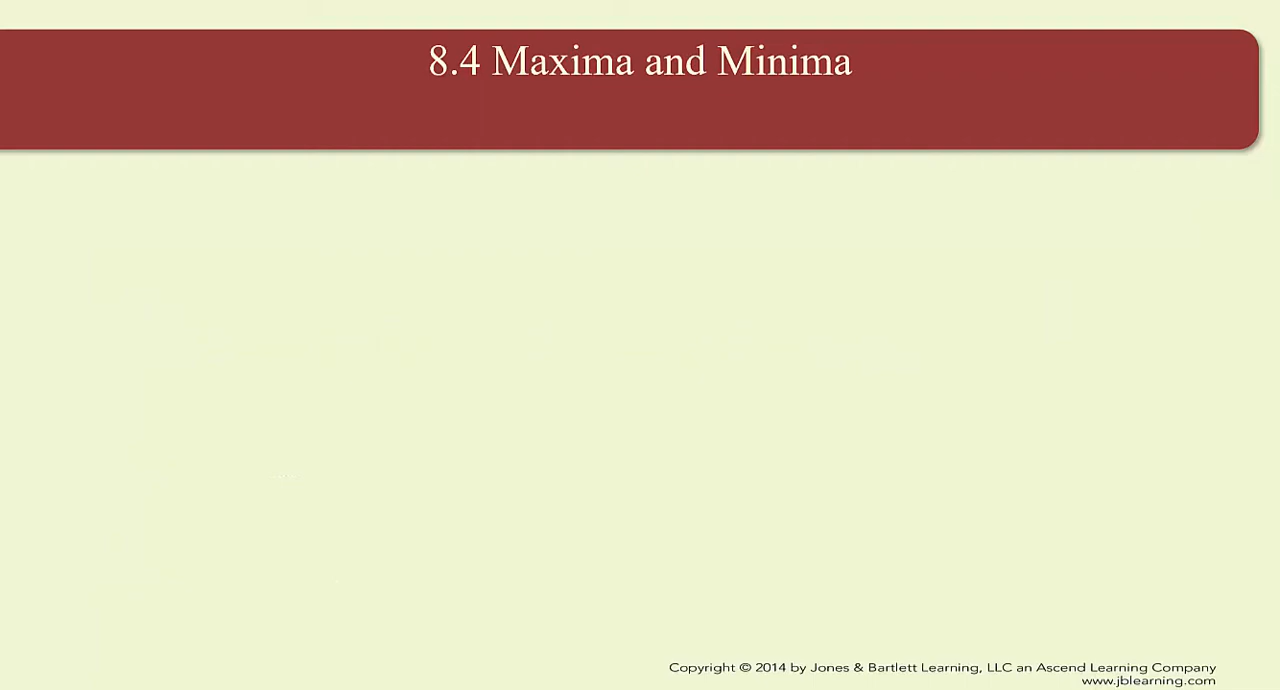 8.4 Maxima and Minima
Copyright © 2014 by Jones & Bartlett Learning, LLC an Ascend Learning Company
www.jblearning.com